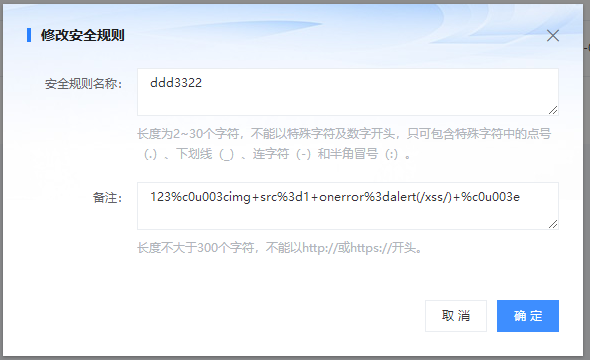 修改安全规则
安全规则名称：
ddd3322
长度为2~30个字符，不能以特殊字符及数字开头，只可包含特殊字符中的点号
（.）、下划线（_）、连字符（-）和半角冒号（:）。
备注：
123%c0u003cimg+src%3d1+onerror%3dalert(/xss/)+%c0u003e
长度不大于300个字符，不能以http://或https://开头。
取 消
确 定